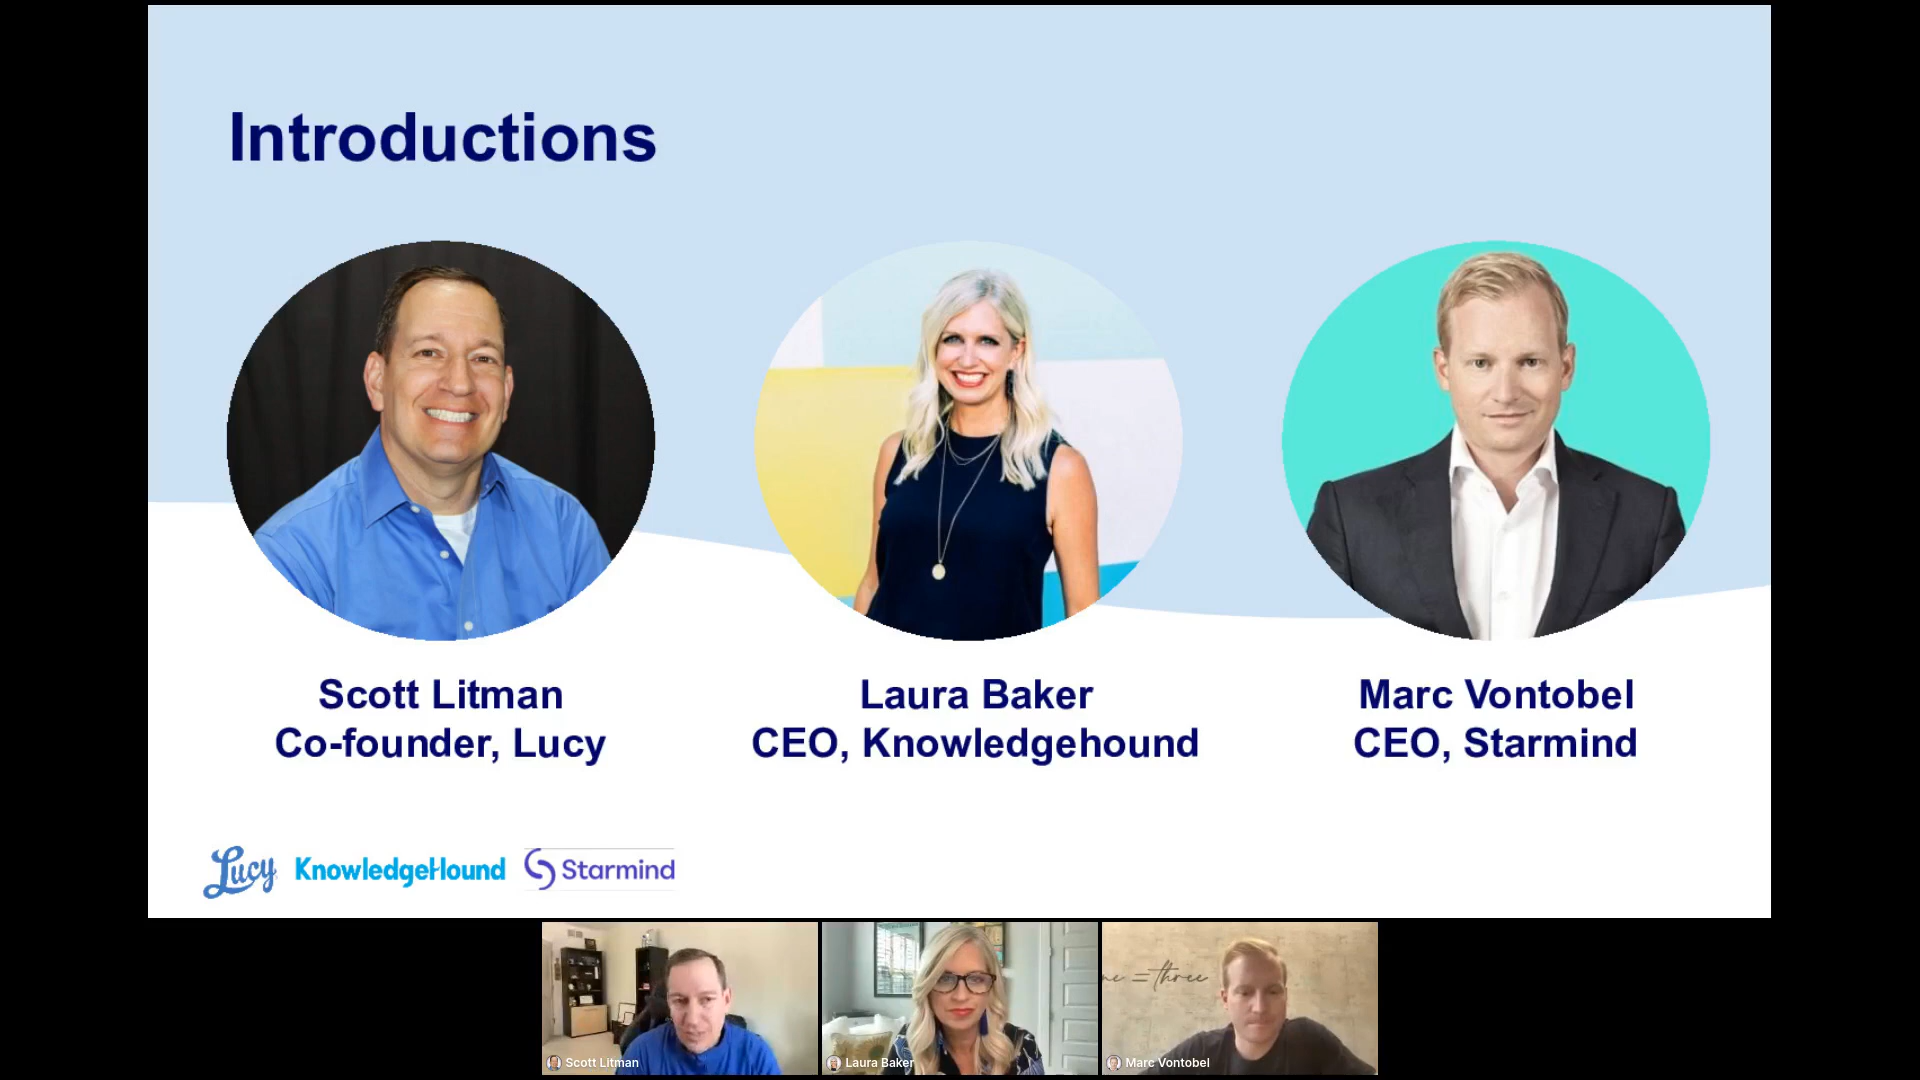 Introductions
Scott Litman
Co-founder, Lucy
Laura Baker
CEO, Knowledgehound
Marc Vontobel
CEO, Starmind
Lucy
KnowledgeHound
Starmind
=three
Scott Litman
Laura Baker
Marc Vontobel